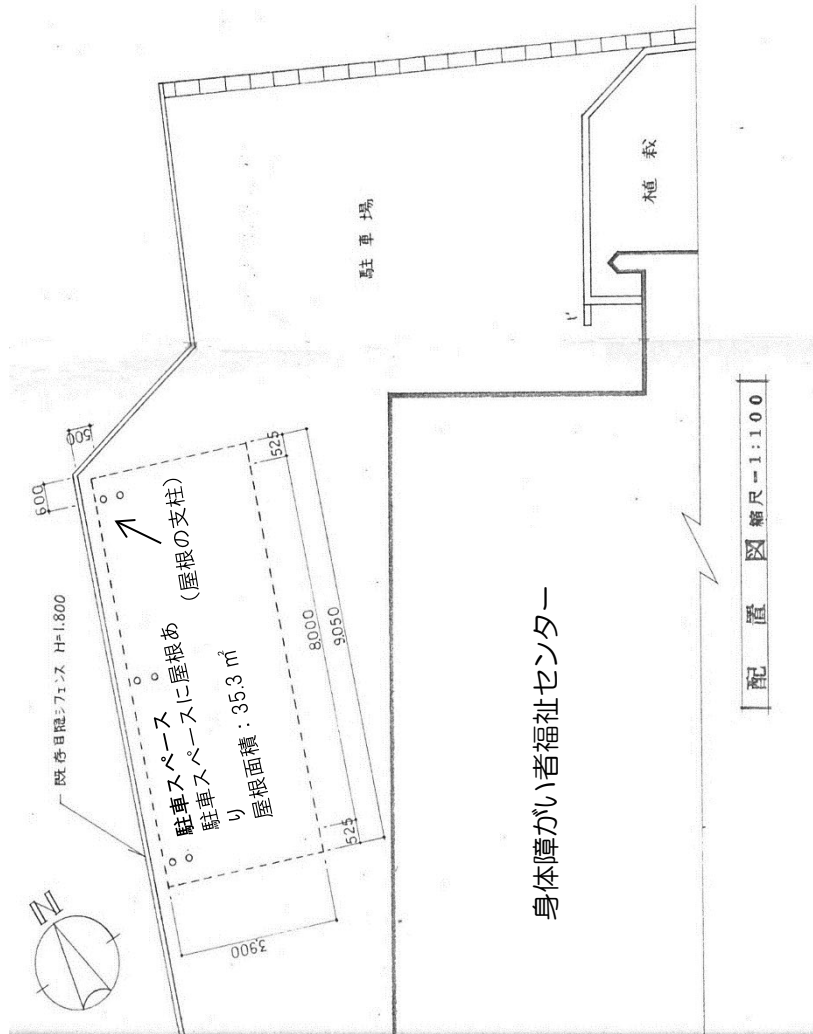 N
既存目隠シフェンス H=1.800
600
500
駐車スペース
駐車スペースに屋根あ
り
屋根面積：35.3㎡
（屋根の支柱）
3,900
525
8,000
9,050
525
駐車場
植栽
身体障がい者福祉センター
配置図 縮尺-1:100